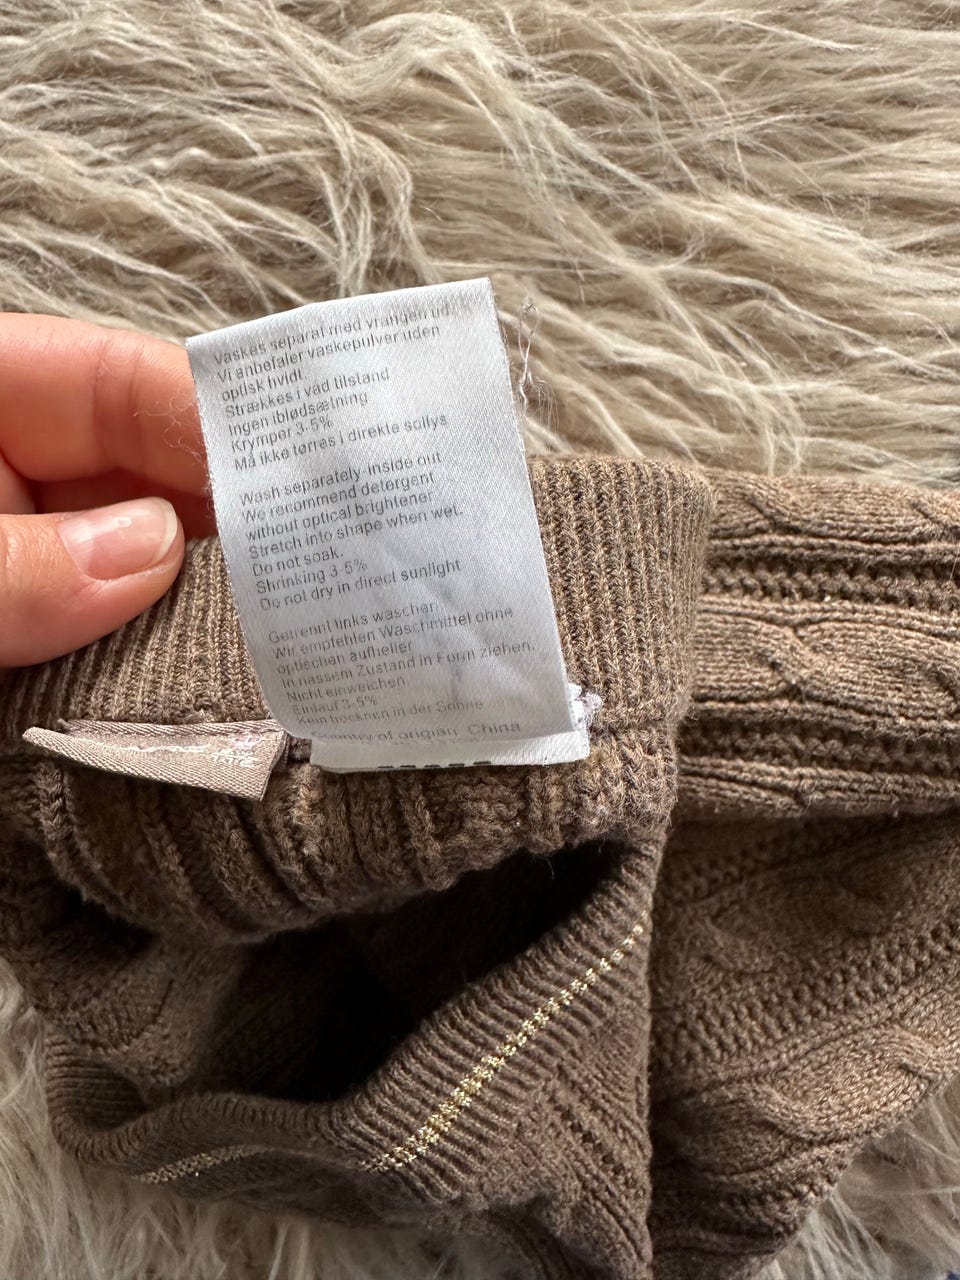 Vaskes separat med vrangen ud.
Vi anbefaler vaskepulver uden
optisk hvidt.
Strækkes i våd tilstand
Ingen iblødsætning
Krymper 3-5%
Må ikke tørres i direkte sollys
Wash separately inside out
We recommend detergent
without optical brightener
Stretch into shape when wet.
Do not soak.
Shrinking 3-5%
Do not dry in direct sunlight
Getrennt links waschen
Wir empfehlen Waschmittel ohne
optischen aufheller
In nassem Zustand in Form ziehen.
Nicht einweichen.
Einlauf 3-5%
Kein trocknen in der Sonne
Country of origian: China